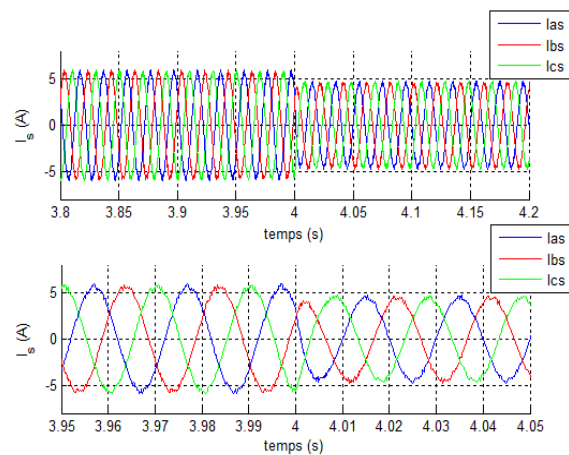 Ias
Ibs
Ics
I_s (A)
5
0
-5
3.8 3.85 3.9 3.95 4 4.05 4.1 4.15 4.2
temps (s)
Ias
Ibs
Ics
I_s (A)
5
0
-5
3.95 3.96 3.97 3.98 3.99 4 4.01 4.02 4.03 4.04 4.05
temps (s)